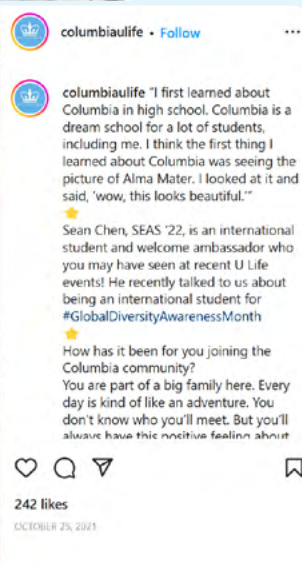 columbiaulife • Follow
columbiaulife "I first learned about
Columbia in high school. Columbia is a
dream school for a lot of students,
including me. I think the first thing I
learned about Columbia was seeing the
picture of Alma Mater. I looked at it and
said, 'wow, this looks beautiful.'"
Sean Chen, SEAS '22, is an international
student and welcome ambassador who
you may have seen at recent U Life
events! He recently talked to us about
being an international student for
#GlobalDiversityAwarenessMonth
How has it been for you joining the
Columbia community?
You are part of a big family here. Every
day is kind of like an adventure. You
don't know who you'll meet. But you'll
always have this positive feeling about
242 likes
OCTOBER 25, 2021